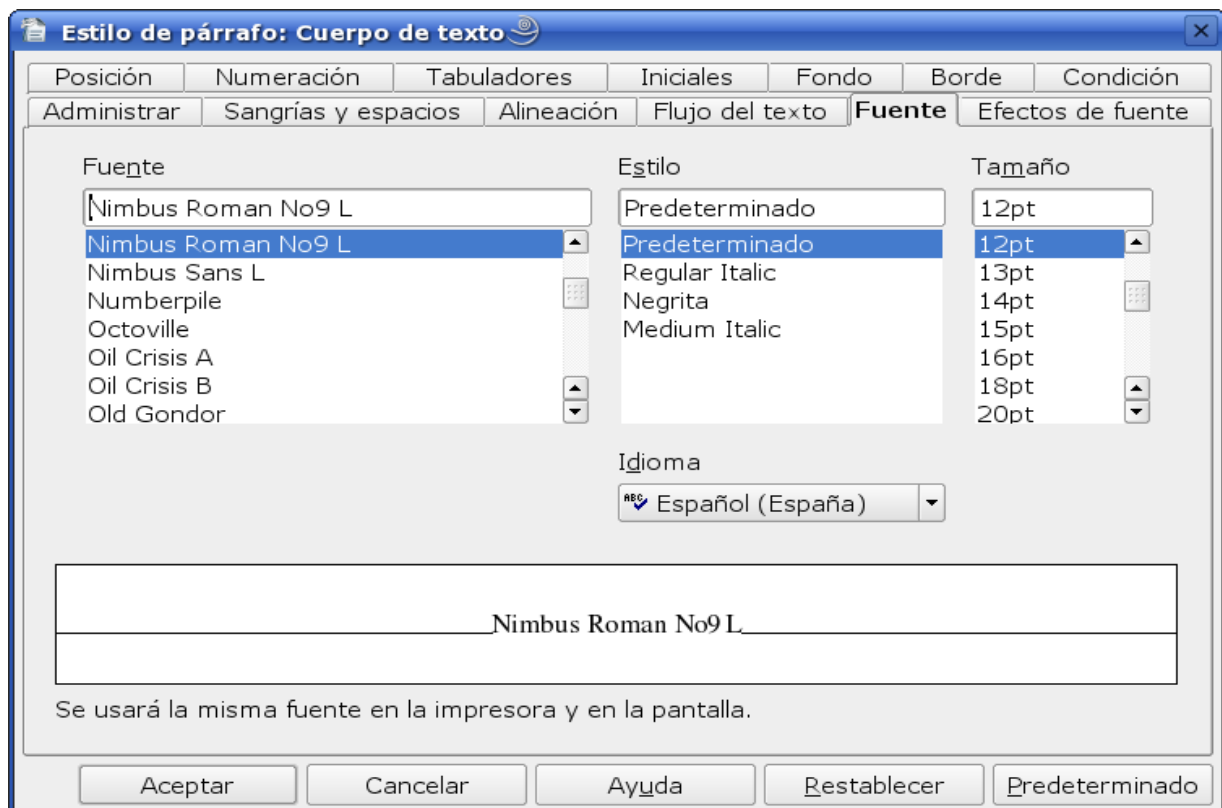 Estilo de párrafo: Cuerpo de texto
Posición Numeración Tabuladores Iniciales Fondo Borde Condición
Administrar Sangrías y espacios Alineación Flujo del texto Fuente Efectos de fuente
Fuente Estilo Tamaño
Nimbus Roman No9 L Predeterminado 12pt
Nimbus Roman No9 L Predeterminado 12pt
Nimbus Sans L Regular Italic 13pt
Numberpile Negrita 14pt
Octoville Medium Italic 15pt
Oil Crisis A 16pt
Oil Crisis B 18pt
Old Gondor 20pt
Idioma
ABC Español (España)
Nimbus Roman No9 L
Se usará la misma fuente en la impresora y en la pantalla.
Aceptar Cancelar Ayuda Restablecer Predeterminado